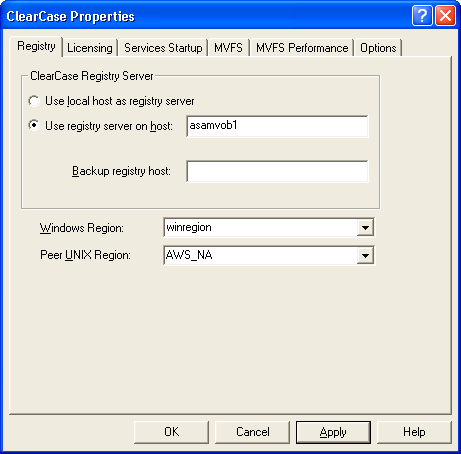 ClearCase Properties
Registry Licensing Services Startup MVFS MVFS Performance Options
ClearCase Registry Server
Use local host as registry server
Use registry server on host: asamvob1
Backup registry host:
Windows Region: winregion
Peer UNIX Region: AWS_NA
OK Cancel Apply Help